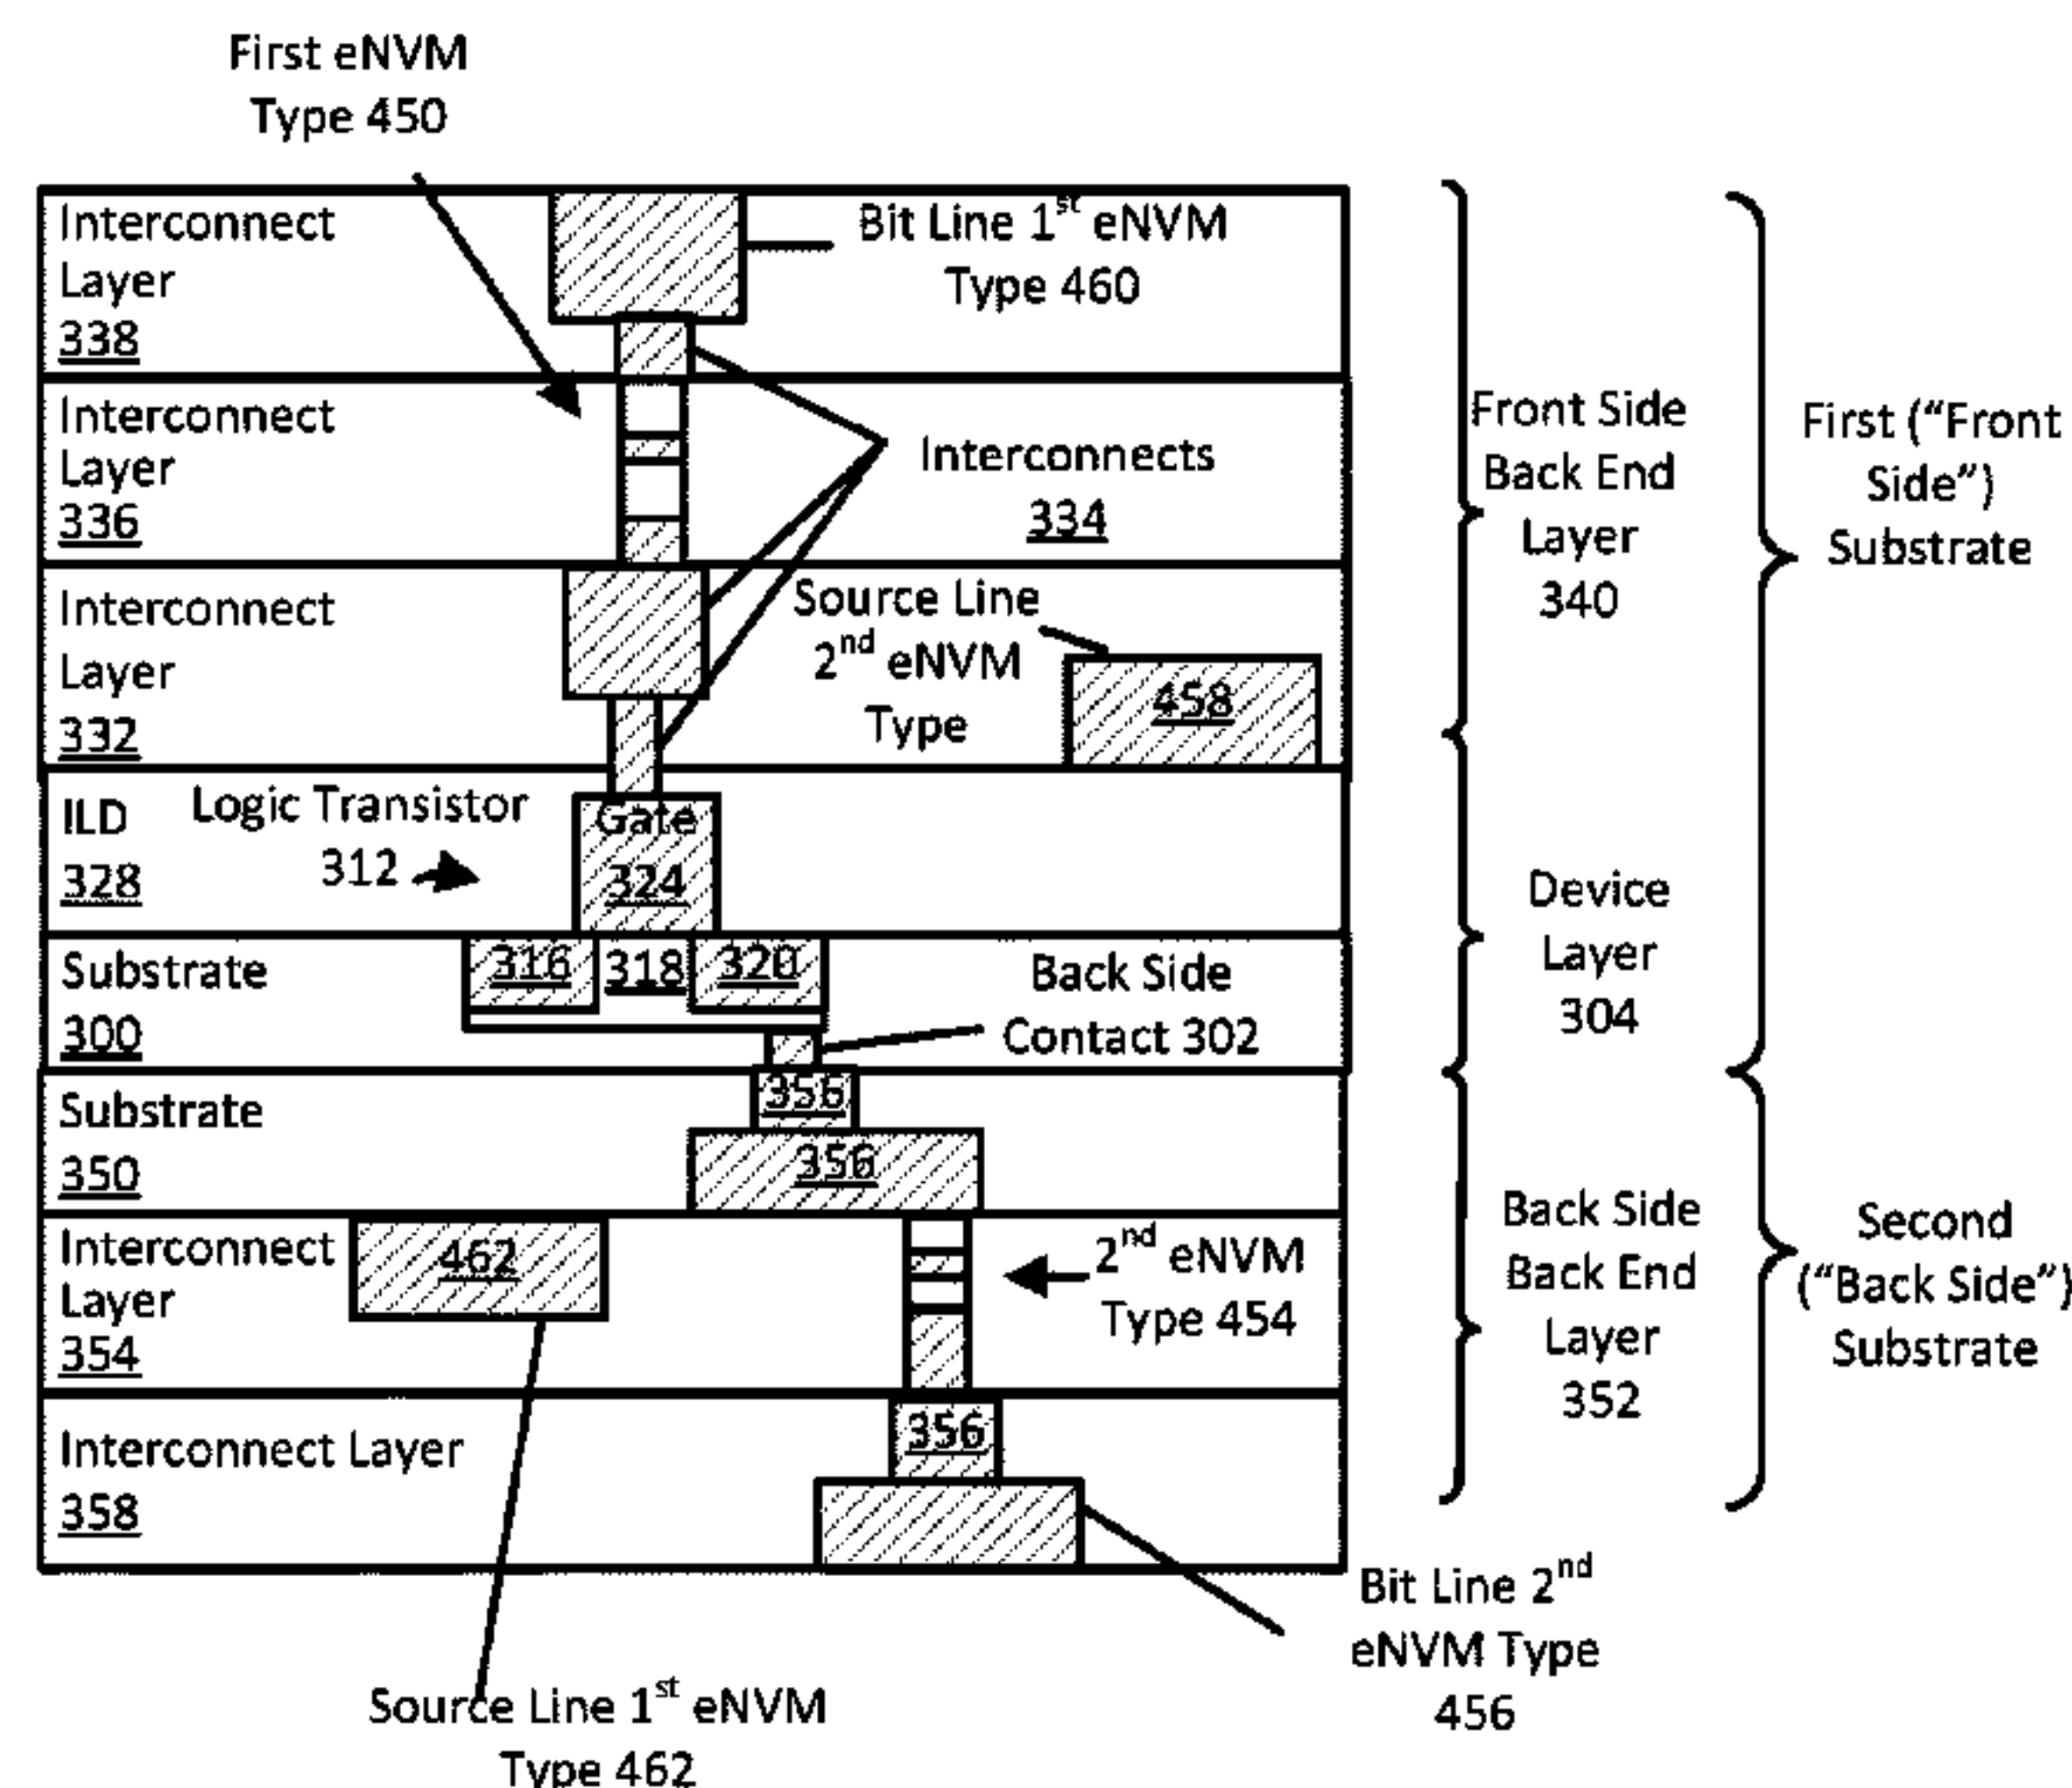 First eNVM
Type 450
Interconnect
Layer
338
Bit Line 1st eNVM
Type 460
Interconnect
Layer
336
Interconnects
334
Interconnect
Layer
332
Source Line
2nd eNVM
Type
458
ILD
328
Logic Transistor
312
Gate
324
Substrate
300
316
318
320
Back Side
Contact 302
Substrate
350
356
356
Interconnect
Layer
354
462
2nd eNVM
Type 454
Interconnect Layer
358
356
Front Side
Back End
Layer
340
Device
Layer
304
Back Side
Back End
Layer
352
First (“Front
Side”)
Substrate
Second
(“Back Side”)
Substrate
Bit Line 2nd
eNVM Type
456
Source Line 1st eNVM
Type 462